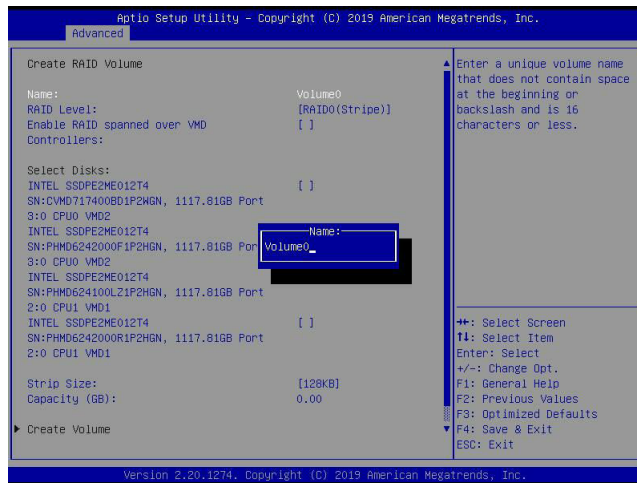 Aptio Setup Utility – Copyright (C) 2019 American Megatrends, Inc.
Advanced
Create RAID Volume
Name: Volume0
RAID Level: [RAID0(Stripe)]
Enable RAID spanned over VMD [ ]
Controllers:
Select Disks:
INTEL SSDPE2ME012T4 [ ]
SN:CVMD717400BD1P2WGN, 1117.81GB Port
3:0 CPU0 VMD2
INTEL SSDPE2ME012T4
SN:PHMD6242000F1P2HGN, 1117.81GB Por
3:0 CPU0 VMD2
INTEL SSDPE2ME012T4
SN:PHMD624100LZ1P2HGN, 1117.81GB Port
2:0 CPU1 VMD1
INTEL SSDPE2ME012T4 [ ]
SN:PHMD6242000R1P2HGN, 1117.81GB Port
2:0 CPU1 VMD1
Strip Size: [128KB]
Capacity (GB): 0.00
Create Volume
Name:
Volume0_
Enter a unique volume name
that does not contain space
at the beginning or
backslash and is 16
characters or less.
→←: Select Screen
↑↓: Select Item
Enter: Select
+/-: Change Opt.
F1: General Help
F2: Previous Values
F3: Optimized Defaults
F4: Save & Exit
ESC: Exit
Version 2.20.1274. Copyright (C) 2019 American Megatrends, Inc.